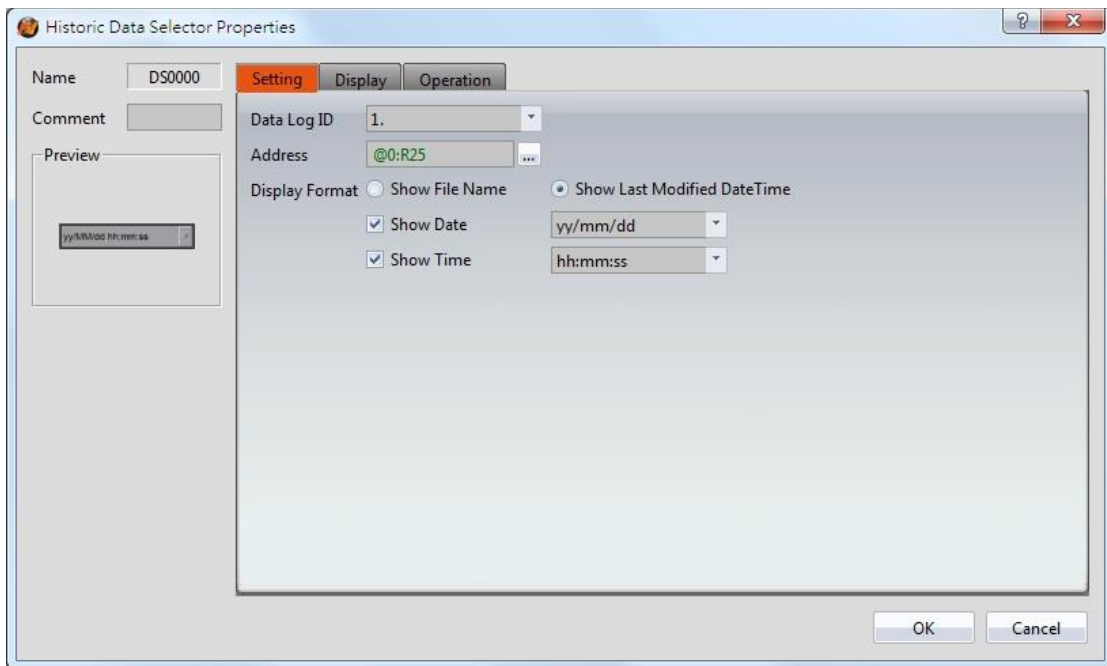 Historic Data Selector Properties
?
X
Name DS0000
Comment
Preview
yy/MM/dd hh:mm:ss
Setting Display Operation
Data Log ID 1.
Address @0:R25 ...
Display Format Show File Name Show Last Modified DateTime
Show Date yy/mm/dd
Show Time hh:mm:ss
OK Cancel